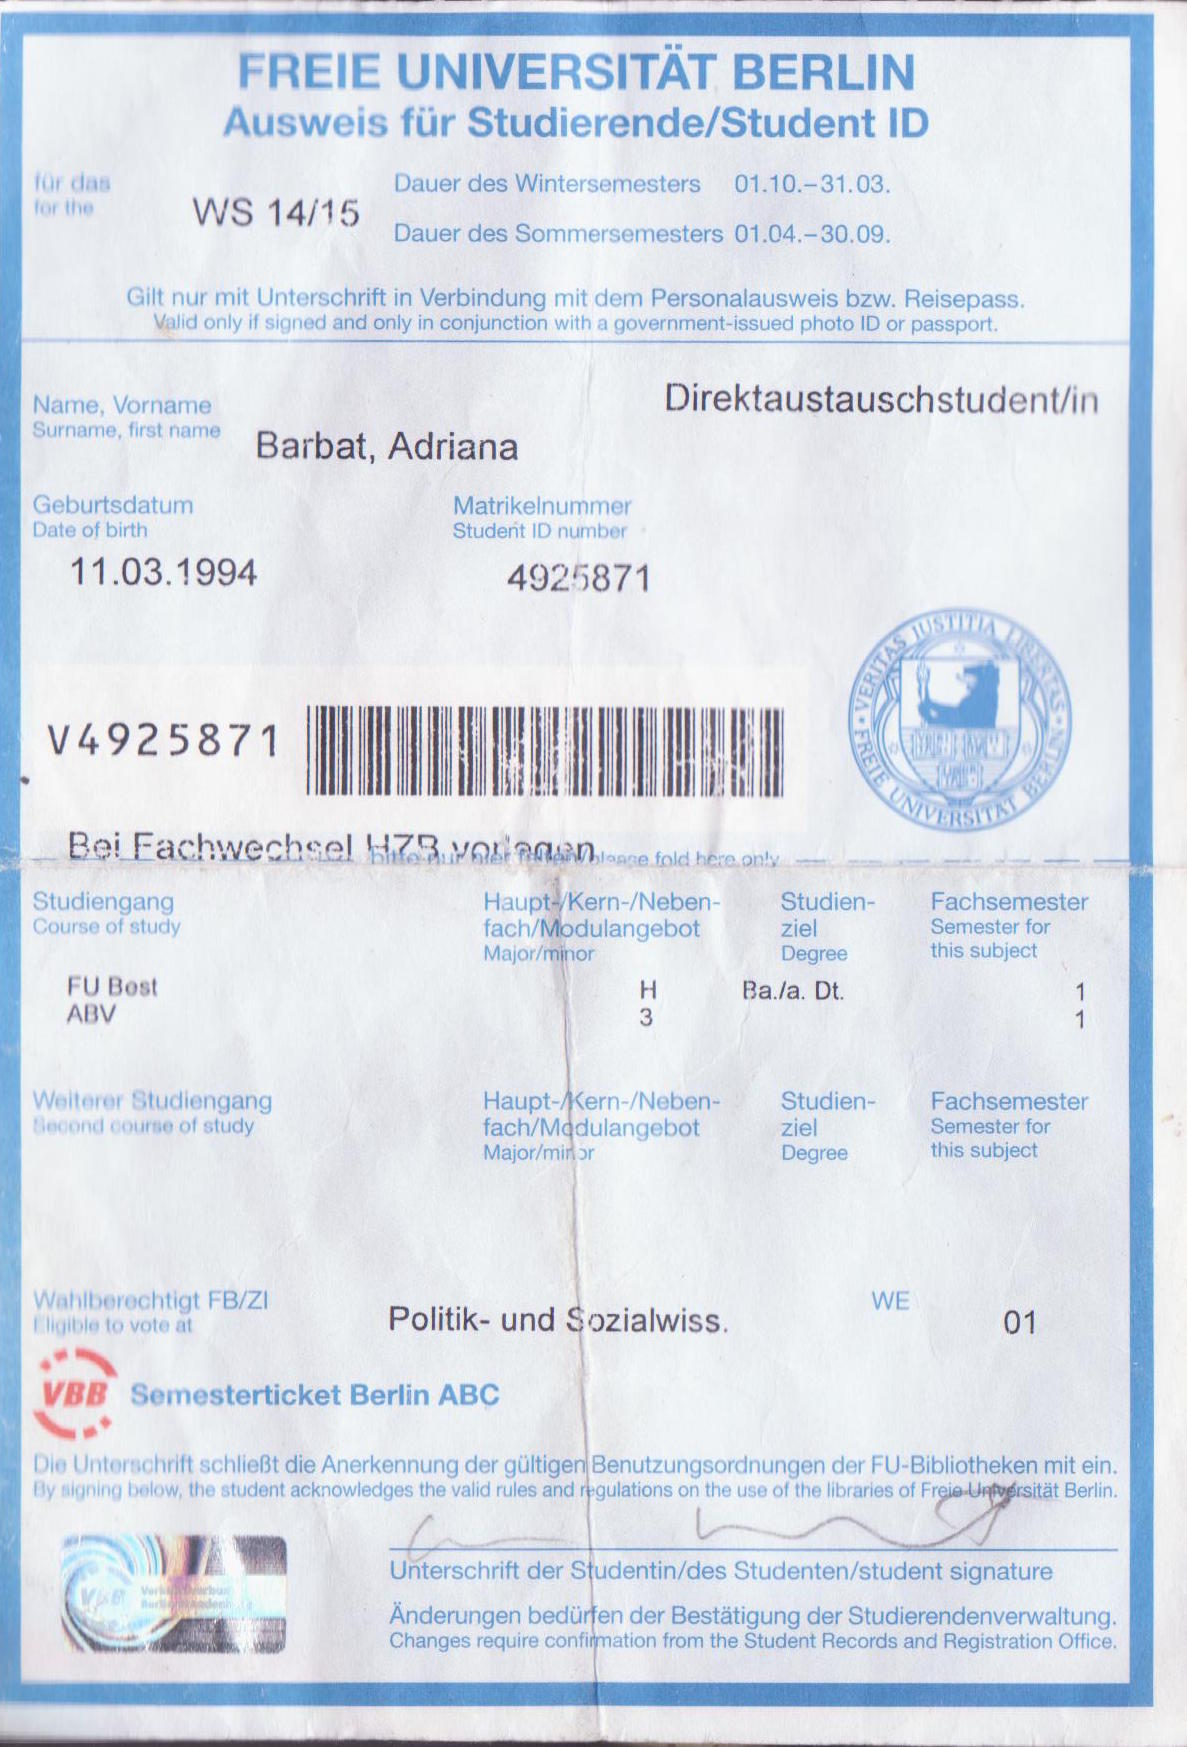 FREIE UNIVERSITÄT BERLIN
Ausweis für Studierende/Student ID
für das
for the
WS 14/15
Dauer des Wintersemesters 01.10.–31.03.
Dauer des Sommersemesters 01.04.–30.09.
Gilt nur mit Unterschrift in Verbindung mit dem Personalausweis bzw. Reisepass.
Valid only if signed and only in conjunction with a government-issued photo ID or passport.
Direktaustauschstudent/in
Name, Vorname
Surname, first name
Barbat, Adriana
Geburtsdatum
Date of birth
11.03.1994
Matrikelnummer
Student ID number
4925871
VERITAS JUSTITIA LIBERTAS
FREIE UNIVERSITÄT BERLIN
V4925871
Bei Fachwechsel HZB vorlegen
bitte nur hier falten/please fold here only
Studiengang
Course of study
Haupt-/Kern-/Neben-
fach/Modulangebot
Major/minor
Studien-
ziel
Degree
Fachsemester
Semester for
this subject
FU Best H Ba./a. Dt. 1
ABV 3 1
Weiterer Studiengang
Second course of study
Haupt-/Kern-/Neben-
fach/Modulangebot
Major/minor
Studien-
ziel
Degree
Fachsemester
Semester for
this subject
Wahlberechtigt FB/ZI
Eligible to vote at
Politik- und Sozialwiss.
WE
01
VBB Semesterticket Berlin ABC
Die Unterschrift schließt die Anerkennung der gültigen Benutzungsordnungen der FU-Bibliotheken mit ein.
By signing below, the student acknowledges the valid rules and regulations on the use of the libraries of Freie Universität Berlin.
VBB
Unterschrift der Studentin/des Studenten/student signature
Änderungen bedürfen der Bestätigung der Studierendenverwaltung.
Changes require confirmation from the Student Records and Registration Office.